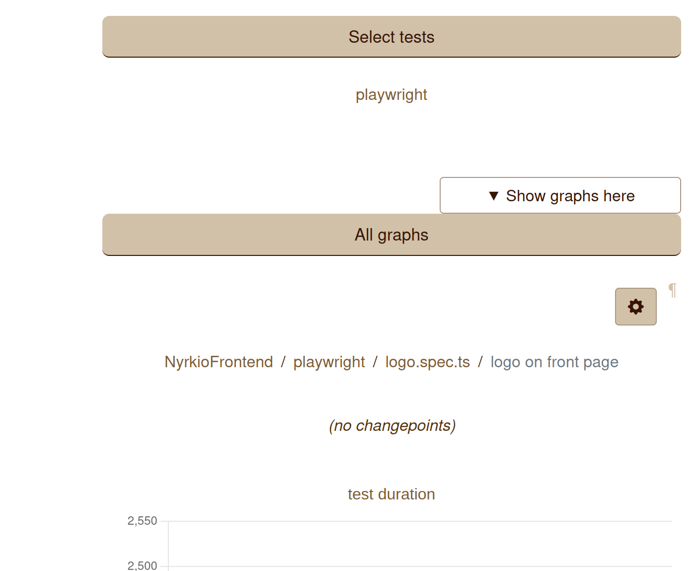 Select tests
playwright
▼ Show graphs here
All graphs
¶
NyrkioFrontend / playwright / logo.spec.ts / logo on front page
(no changepoints)
test duration
2,550
2,500